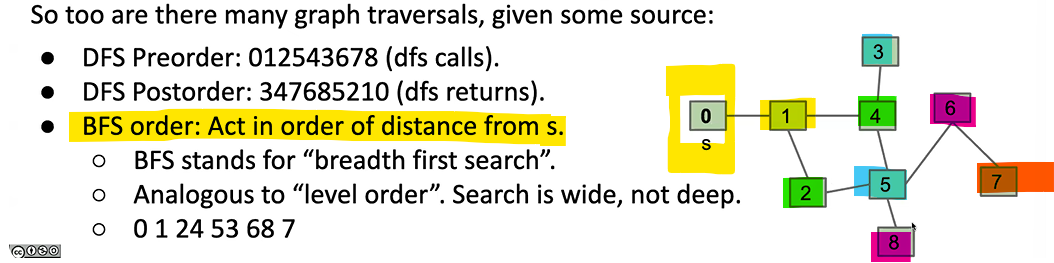 So too are there many graph traversals, given some source:
● DFS Preorder: 012543678 (dfs calls).
● DFS Postorder: 347685210 (dfs returns).
● BFS order: Act in order of distance from s.
○ BFS stands for “breadth first search”.
○ Analogous to “level order”. Search is wide, not deep.
○ 0 1 24 53 68 7
3
0
1
4
6
s
2
5
7
8